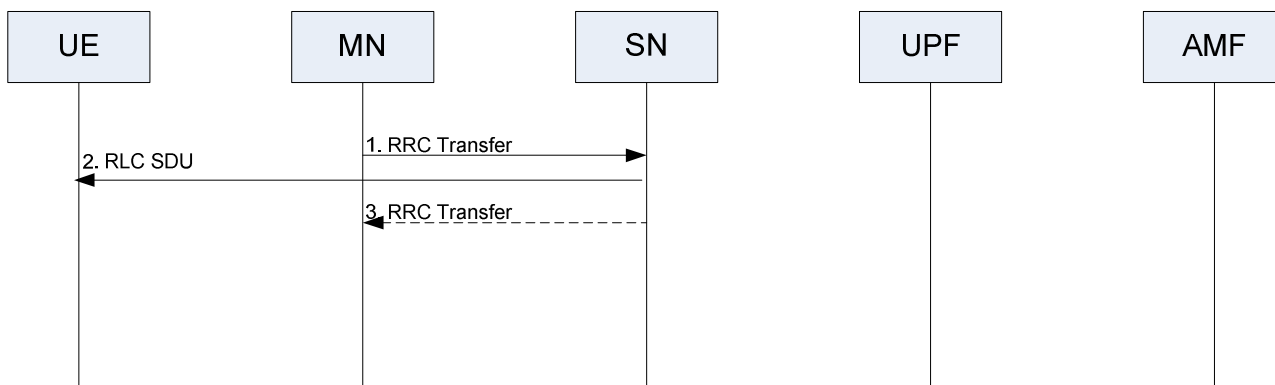 UE
MN
SN
UPF
AMF
1. RRC Transfer
2. RLC SDU
3. RRC Transfer